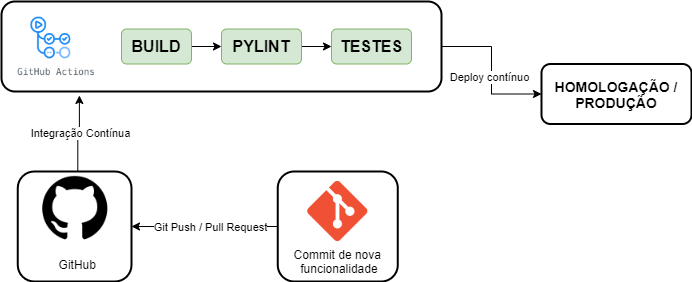 BUILD
PYLINT
TESTES
GitHub Actions
Deploy contínuo
HOMOLOGAÇÃO /
PRODUÇÃO
Integração Contínua
Git Push / Pull Request
GitHub
Commit de nova
funcionalidade